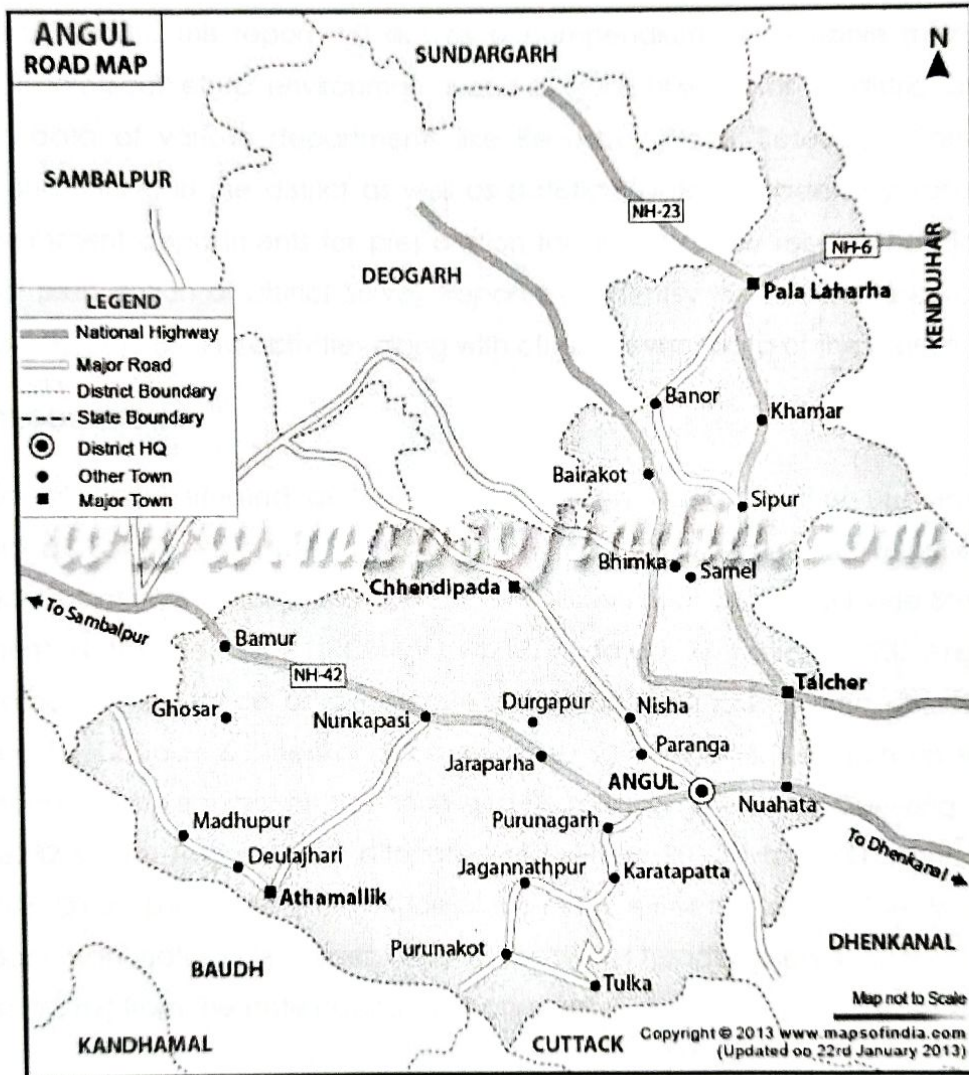 ANGUL
ROAD MAP
SUNDARGARH
N
SAMBALPUR
NH-23
NH-6
KENDUJHAR
DEOGARH
Pala Laharha
LEGEND
National Highway
Major Road
District Boundary
State Boundary
District HQ
Other Town
Major Town
Banor
Khamar
Bairakot
Sipur
www.mapsofindia.com
Bhimka
Samel
Chhendipada
To Sambalpur
Bamur
NH-42
Talcher
Ghosar
Nunkapasi
Durgapur
Nisha
Jaraparha
Paranga
ANGUL
Nuahata
Purunagarh
Madhupur
To Dhenkanal
Deulajhari
Jagannathpur
Karatapatta
Athamallik
Purunakot
DHENKANAL
BAUDH
Tulka
Map not to Scale
KANDHAMAL
CUTTACK
Copyright © 2013 www.mapsofindia.com
(Updated on 22rd January 2013)